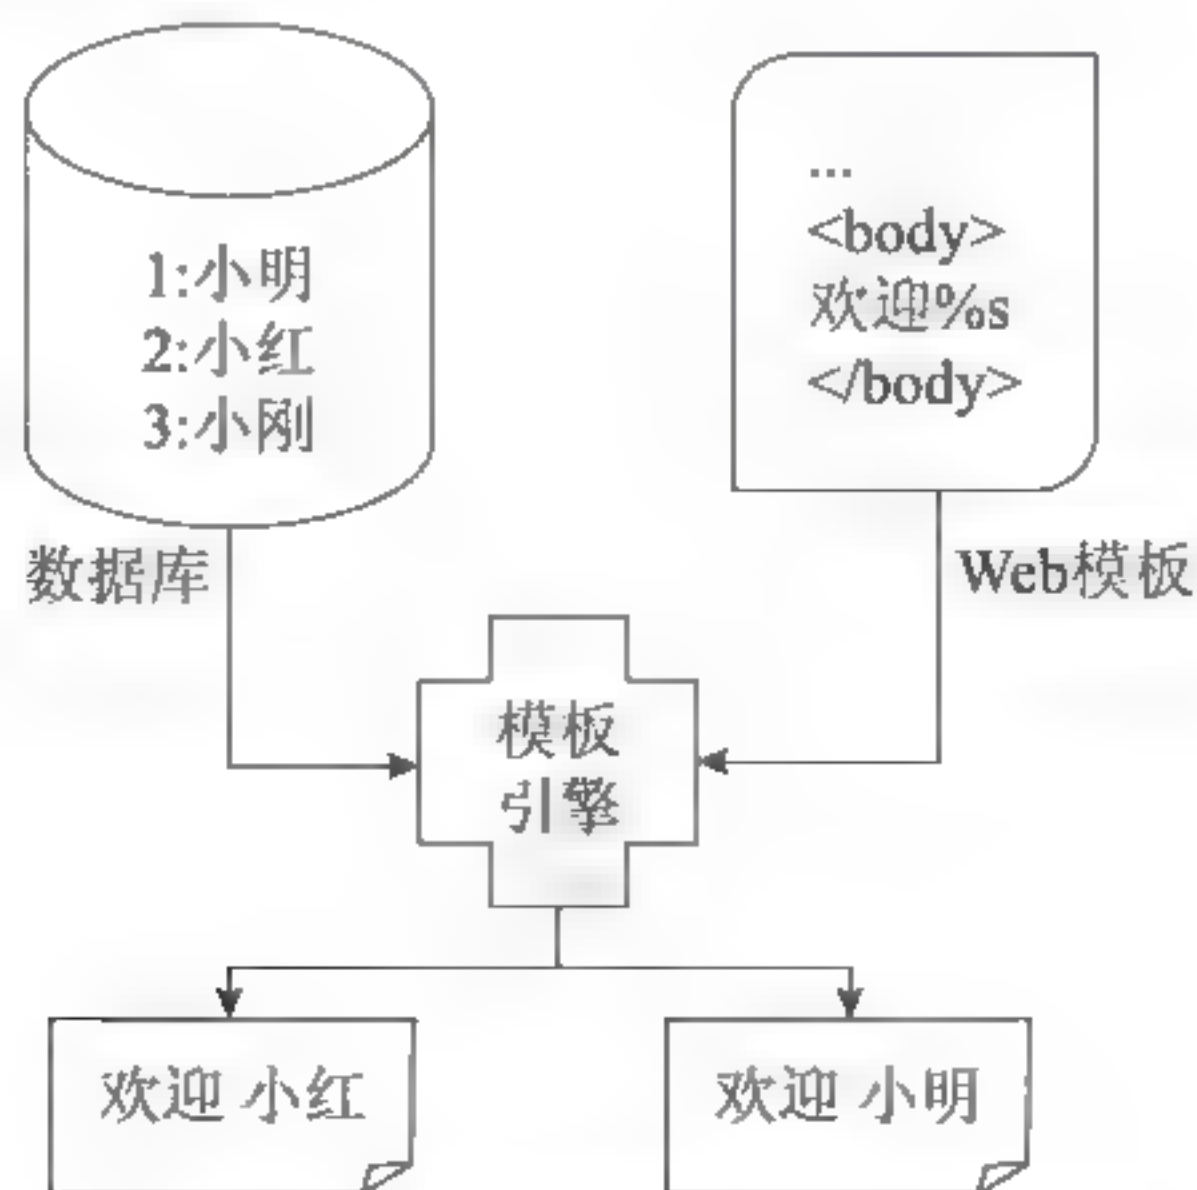 1:小明
2:小红
3:小刚
...
<body>
欢迎%s
</body>
数据库
Web模板
模板
引擎
欢迎 小红
欢迎 小明